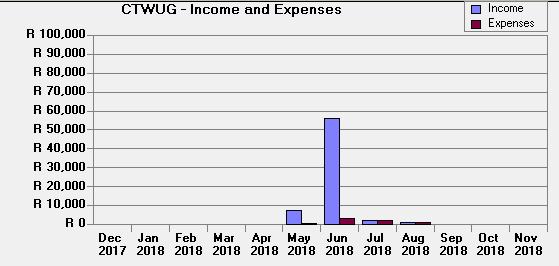 CTWUG - Income and Expenses
Income
Expenses
R 100,000
R 90,000
R 80,000
R 70,000
R 60,000
R 50,000
R 40,000
R 30,000
R 20,000
R 10,000
R 0
Dec Jan Feb Mar Apr May Jun Jul Aug Sep Oct Nov
2017 2018 2018 2018 2018 2018 2018 2018 2018 2018 2018 2018